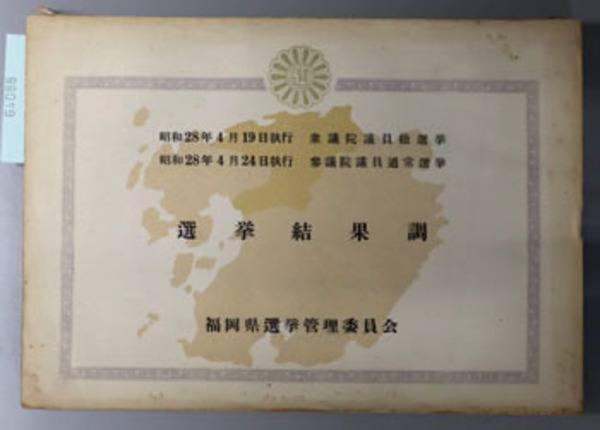 昭和28年4月19日執行 衆議院議員総選挙
昭和28年4月24日執行 参議院議員通常選挙
選挙結果調
福岡県選挙管理委員会
64088